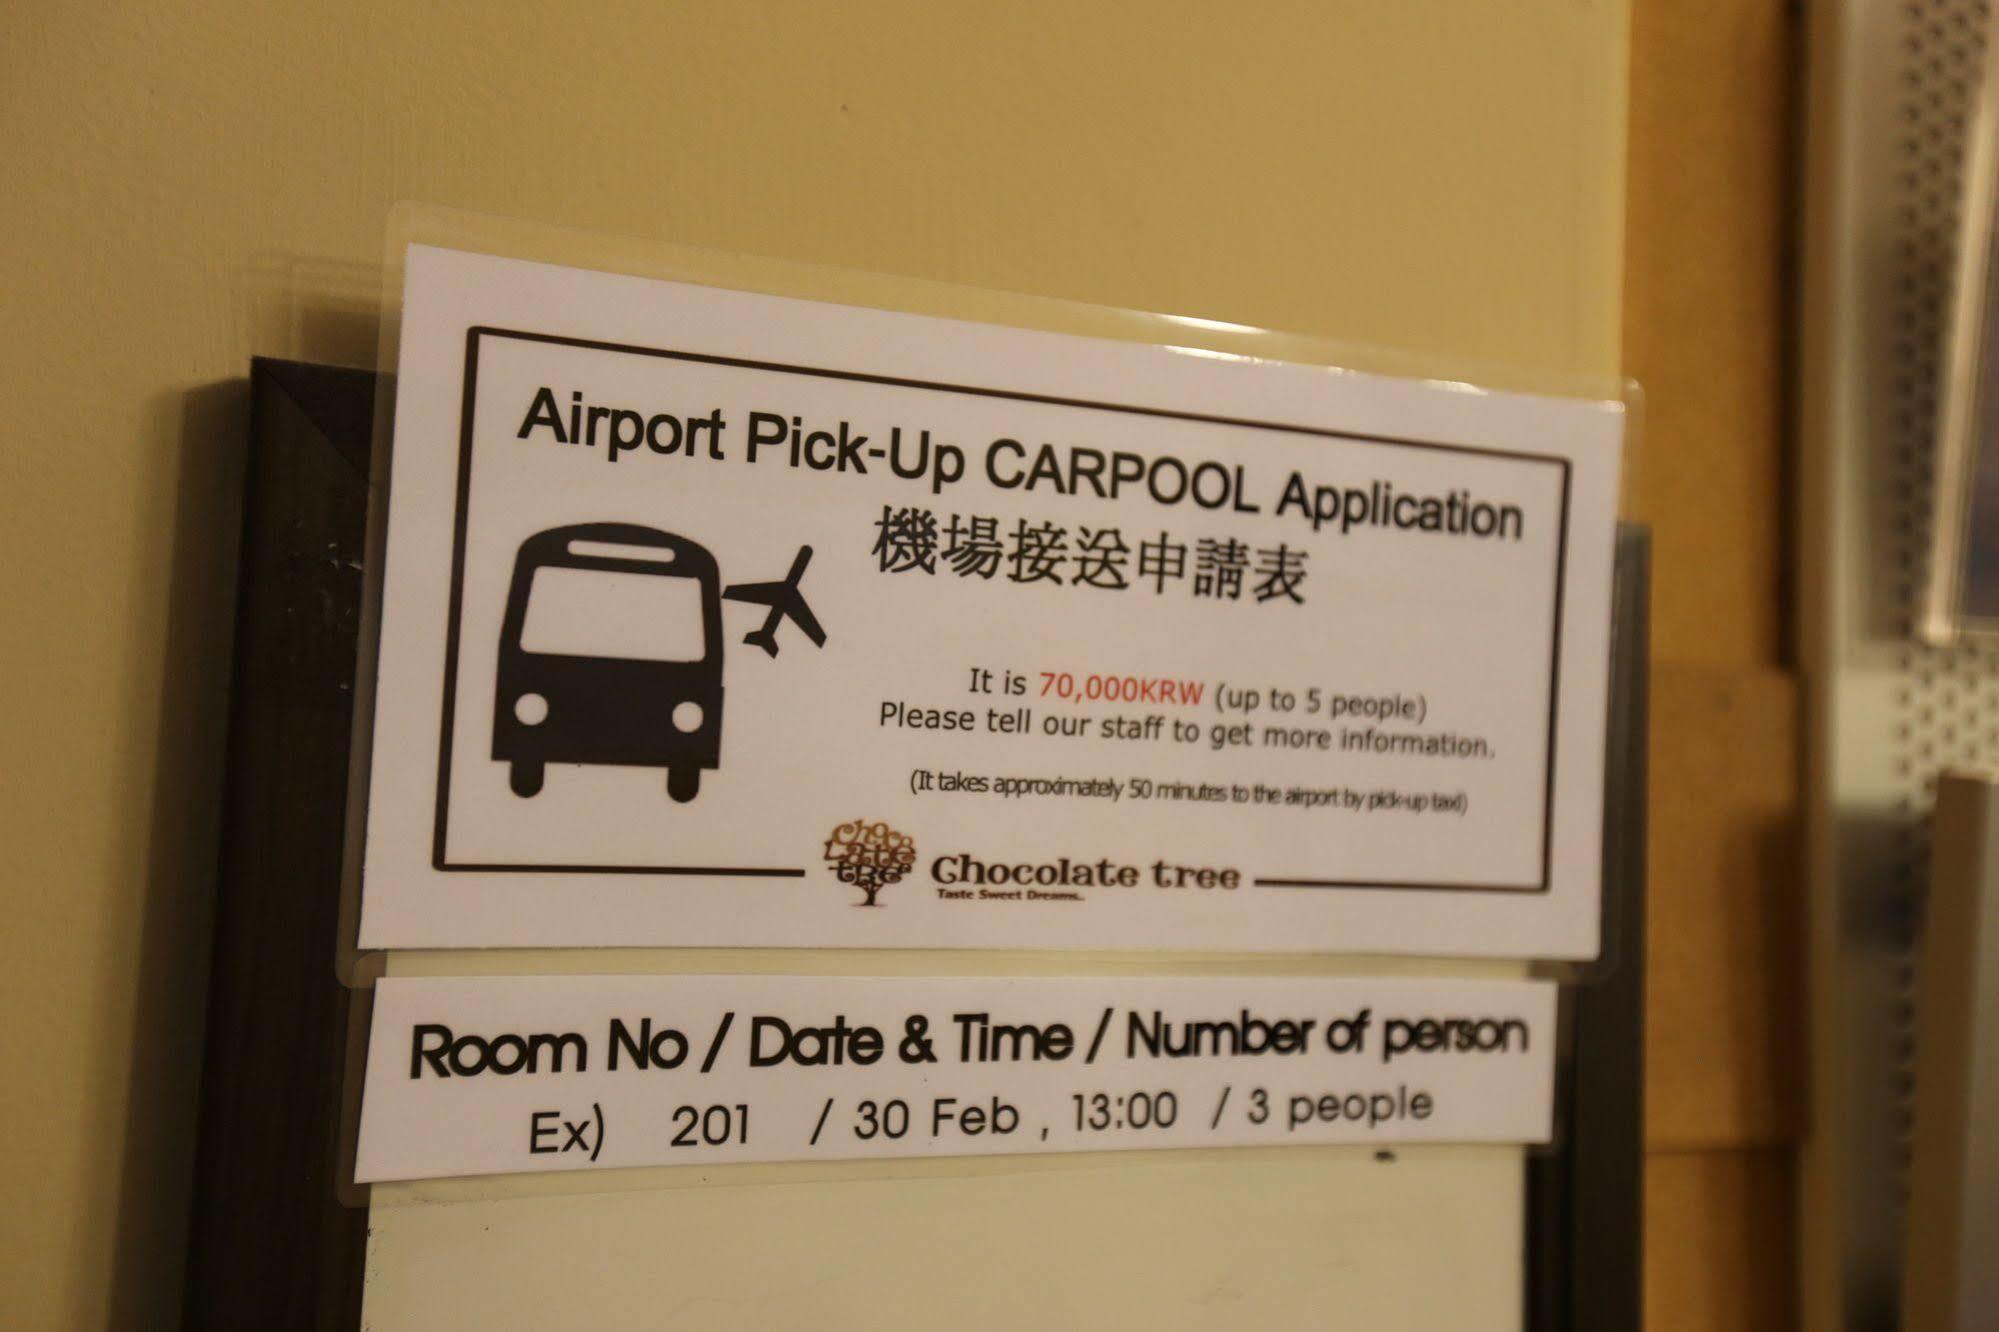 Airport Pick-Up CARPOOL Application
機場接送申請表
It is 70,000KRW (up to 5 people)
Please tell our staff to get more information.
(It takes approximately 50 minutes to the airport by pick-up taxi)
Choco
Late
tree
Chocolate tree
Taste Sweet Dreams..
Room No / Date & Time / Number of person
Ex) 201 / 30 Feb , 13:00 / 3 people